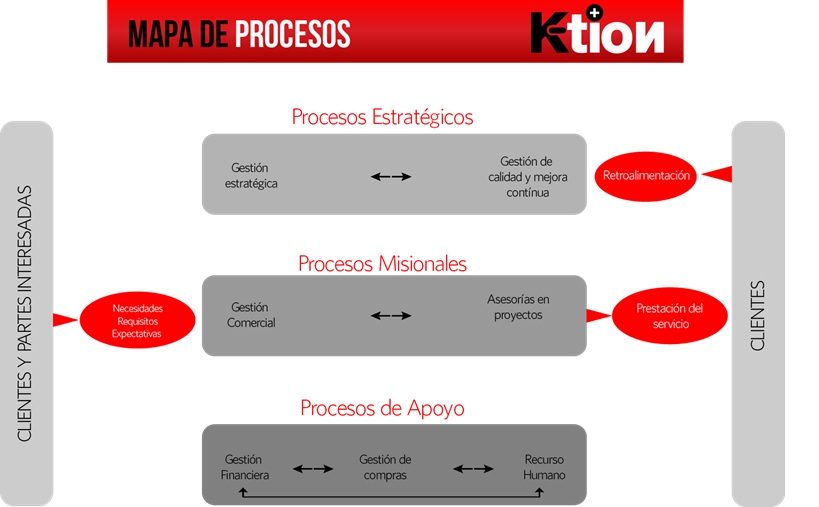 MAPA DE PROCESOS
K+tion
Procesos Estratégicos
Gestión
estratégica
Gestión de
calidad y mejora
contínua
Retroalimentación
CLIENTES Y PARTES INTERESADAS
Procesos Misionales
Necesidades
Requisitos
Expectativas
Gestión
Comercial
Asesorías en
proyectos
Prestación del
servicio
CLIENTES
Procesos de Apoyo
Gestión
Financiera
Gestión de
compras
Recurso
Humano